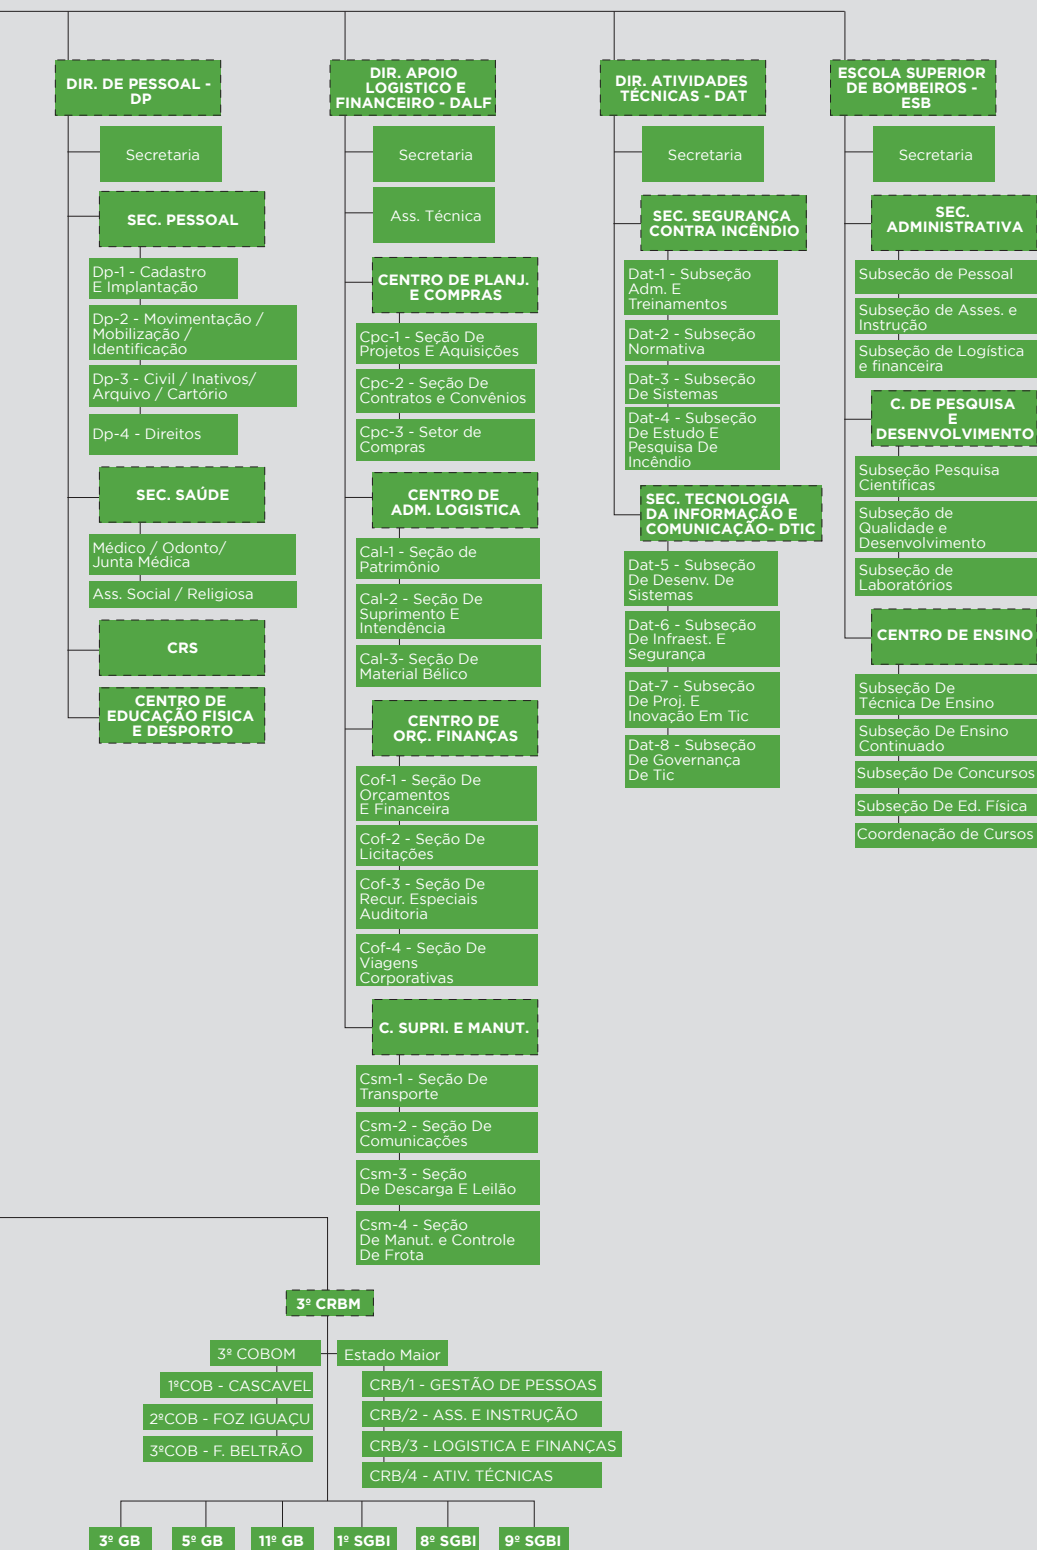 DIR. DE PESSOAL -
DP
Secretaria
SEC. PESSOAL
Dp-1 - Cadastro
E Implantação
Dp-2 - Movimentação /
Mobilização /
Identificação
Dp-3 - Civil / Inativos/
Arquivo / Cartório
Dp-4 - Direitos
SEC. SAÚDE
Médico / Odonto/
Junta Médica
Ass. Social / Religiosa
CRS
CENTRO DE
EDUCAÇÃO FISICA
E DESPORTO
DIR. APOIO
LOGISTICO E
FINANCEIRO - DALF
Secretaria
Ass. Técnica
CENTRO DE PLANJ.
E COMPRAS
Cpc-1 - Seção De
Projetos E Aquisições
Cpc-2 - Seção De
Contratos e Convênios
Cpc-3 - Setor de
Compras
CENTRO DE
ADM. LOGISTICA
Cal-1 - Seção de
Patrimônio
Cal-2 - Seção De
Suprimento E
Intendência
Cal-3- Seção De
Material Bélico
CENTRO DE
ORÇ. FINANÇAS
Cof-1 - Seção De
Orçamentos
E Financeira
Cof-2 - Seção De
Licitações
Cof-3 - Seção De
Recur. Especiais
Auditoria
Cof-4 - Seção De
Viagens
Corporativas
C. SUPRI. E MANUT.
Csm-1 - Seção De
Transporte
Csm-2 - Seção De
Comunicações
Csm-3 - Seção
De Descarga E Leilão
Csm-4 - Seção
De Manut. e Controle
De Frota
DIR. ATIVIDADES
TÉCNICAS - DAT
Secretaria
SEC. SEGURANÇA
CONTRA INCÊNDIO
Dat-1 - Subseção
Adm. E
Treinamentos
Dat-2 - Subseção
Normativa
Dat-3 - Subseção
De Sistemas
Dat-4 - Subseção
De Estudo E
Pesquisa De
Incêndio
SEC. TECNOLOGIA
DA INFORMAÇÃO E
COMUNICAÇÃO- DTIC
Dat-5 - Subseção
De Desenv. De
Sistemas
Dat-6 - Subseção
De Infraest. E
Segurança
Dat-7 - Subseção
De Proj. E
Inovação Em Tic
Dat-8 - Subseção
De Governança
De Tic
ESCOLA SUPERIOR
DE BOMBEIROS -
ESB
Secretaria
SEC.
ADMINISTRATIVA
Subsecão de Pessoal
Subseção de Asses. e
Instrução
Subseção de Logística
e financeira
C. DE PESQUISA
E
DESENVOLVIMENTO
Subseção Pesquisa
Científicas
Subseção de
Qualidade e
Desenvolvimento
Subseção de
Laboratórios
CENTRO DE ENSINO
Subseção De
Técnica De Ensino
Subseção De Ensino
Continuado
Subseção De Concursos
Subseção De Ed. Física
Coordenação de Cursos
3º CRBM
3º COBOM
1ºCOB - CASCAVEL
2ºCOB - FOZ IGUAÇU
3ºCOB - F. BELTRÃO
Estado Maior
CRB/1 - GESTÃO DE PESSOAS
CRB/2 - ASS. E INSTRUÇÃO
CRB/3 - LOGISTICA E FINANÇAS
CRB/4 - ATIV. TÉCNICAS
3º GB
5º GB
11º GB
1º SGBI
8º SGBI
9º SGBI